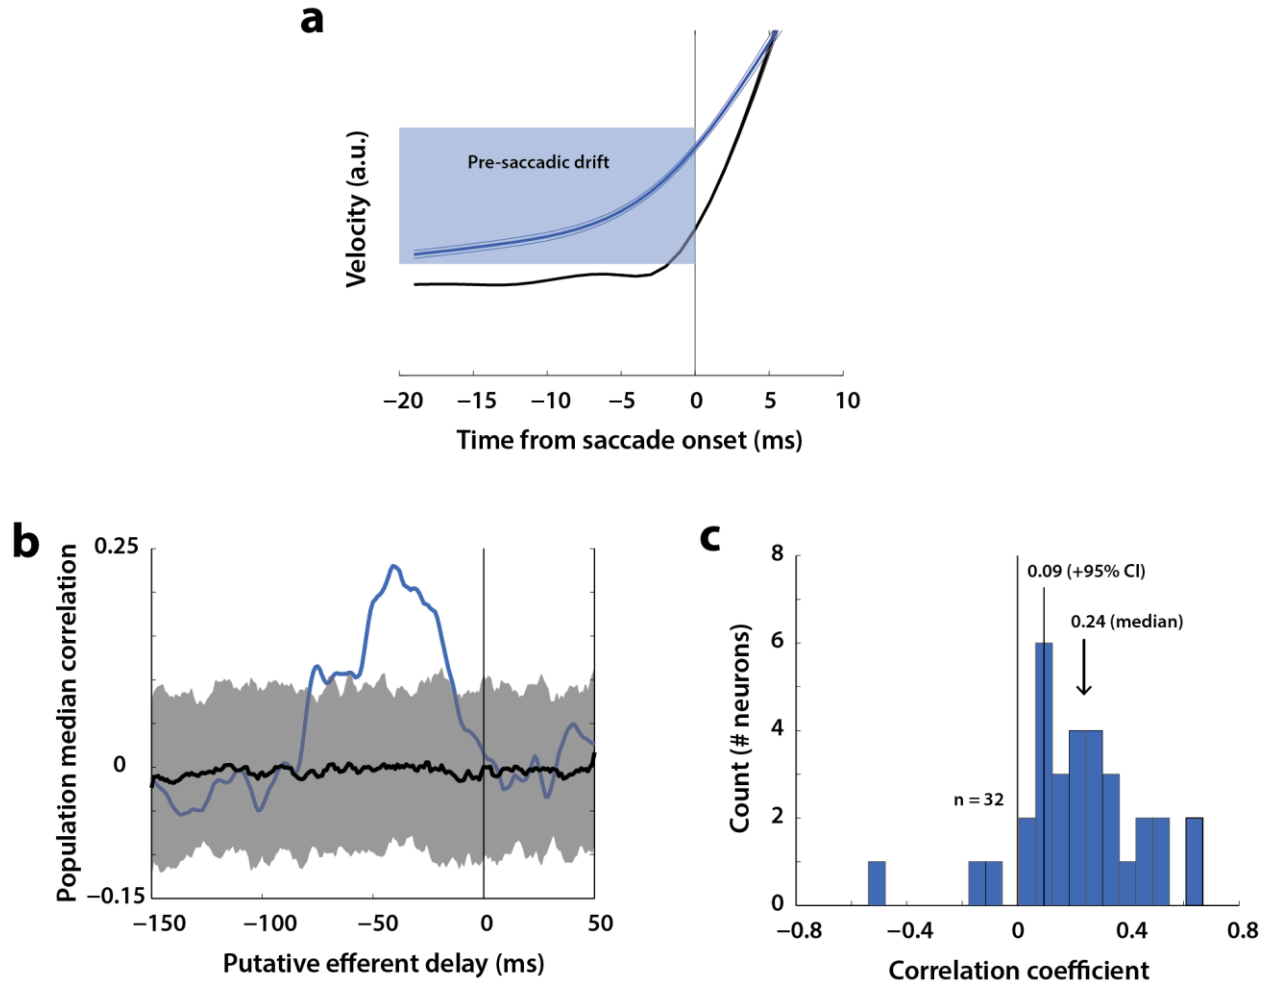 a
Velocity (a.u.)
Pre-saccadic drift
−20 −15 −10 −5 0 5 10
Time from saccade onset (ms)
b
Population median correlation
0.25
0
−0.15
−150 −100 −50 0 50
Putative efferent delay (ms)
c
Count (# neurons)
8
6
4
2
0
0.09 (+95% CI)
0.24 (median)
n = 32
−0.8 −0.4 0 0.4 0.8
Correlation coefficient